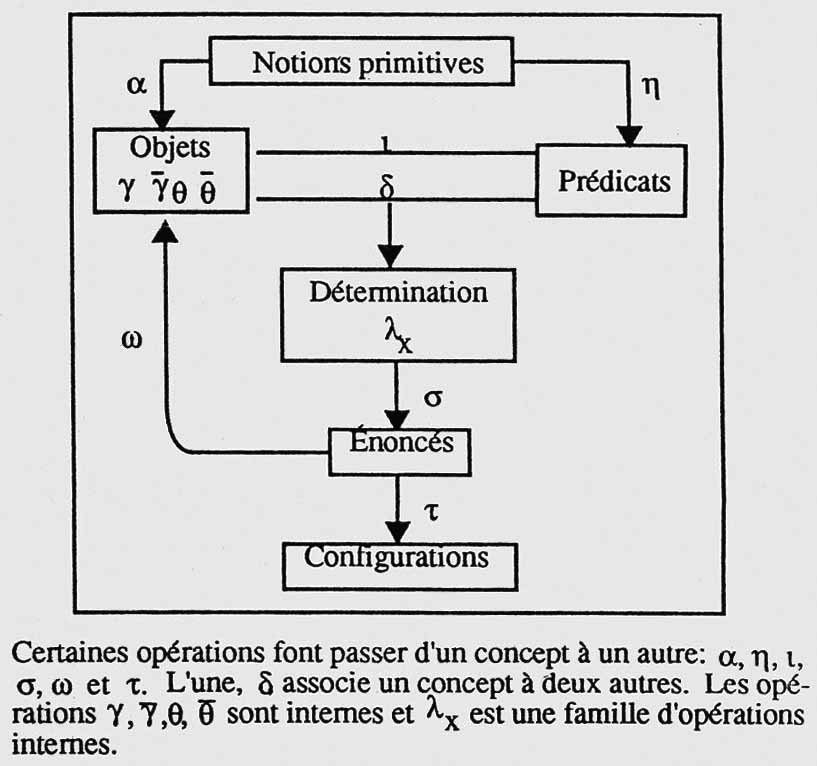 Notions primitives
α
η
Objets
γ γ̅ θ θ̅
ι
δ
Prédicats
Détermination
λx
ω
σ
Énoncés
τ
Configurations
Certaines opérations font passer d'un concept à un autre: α, η, ι,
σ, ω et τ. L'une, δ associe un concept à deux autres. Les opé-
rations γ, γ̅, θ, θ̅ sont internes et λx est une famille d'opérations
internes.